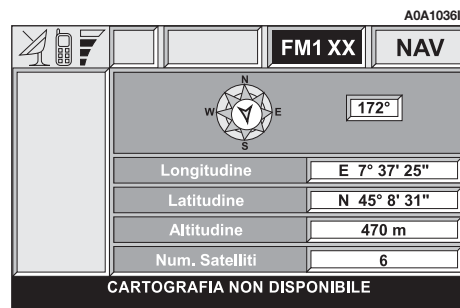 A0A1036I
FM1 XX NAV
N
W E
S
172°
Longitudine E 7° 37' 25"
Latitudine N 45° 8' 31"
Altitudine 470 m
Num. Satelliti 6
CARTOGRAFIA NON DISPONIBILE